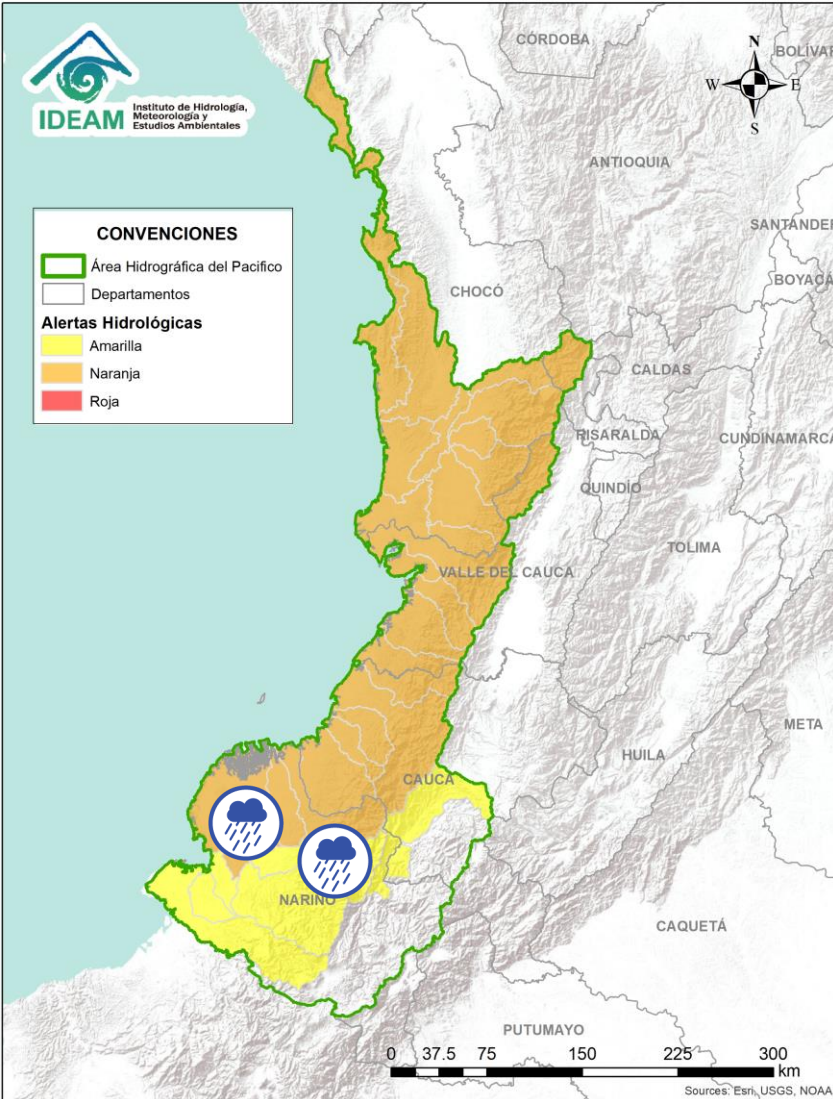 IDEAM
Instituto de Hidrología,
Meteorología y
Estudios Ambientales
N
W
E
S
CÓRDOBA
BOLÍVAR
ANTIOQUIA
SANTANDER
BOYACÁ
CONVENCIONES
Área Hidrográfica del Pacifico
Departamentos
Alertas Hidrológicas
Amarilla
Naranja
Roja
CHOCÓ
CALDAS
RISARALDA
CUNDINAMARCA
QUINDÍO
TOLIMA
VALLE DEL CAUCA
META
HUILA
CAUCA
NARIÑO
CAQUETÁ
PUTUMAYO
0 37.5 75 150 225 300
km
Sources: Esri, USGS, NOAA